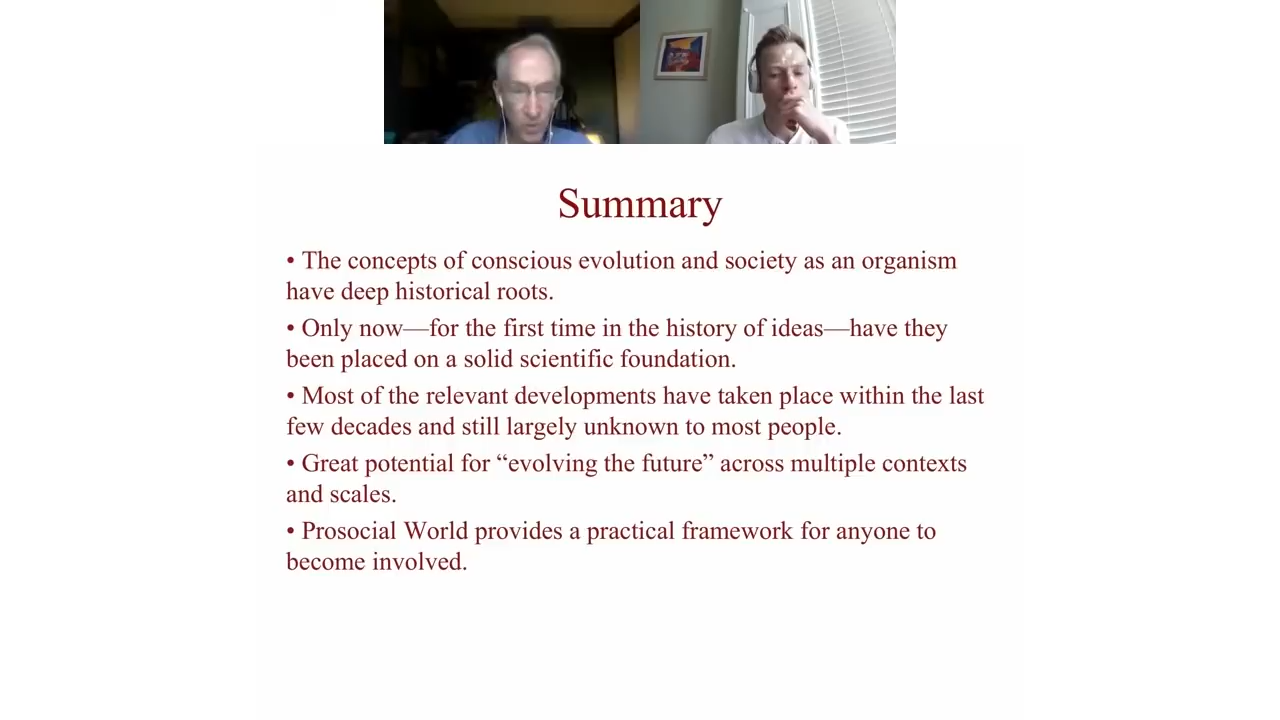 Summary
• The concepts of conscious evolution and society as an organism
have deep historical roots.
• Only now—for the first time in the history of ideas—have they
been placed on a solid scientific foundation.
• Most of the relevant developments have taken place within the last
few decades and still largely unknown to most people.
• Great potential for “evolving the future” across multiple contexts
and scales.
• Prosocial World provides a practical framework for anyone to
become involved.